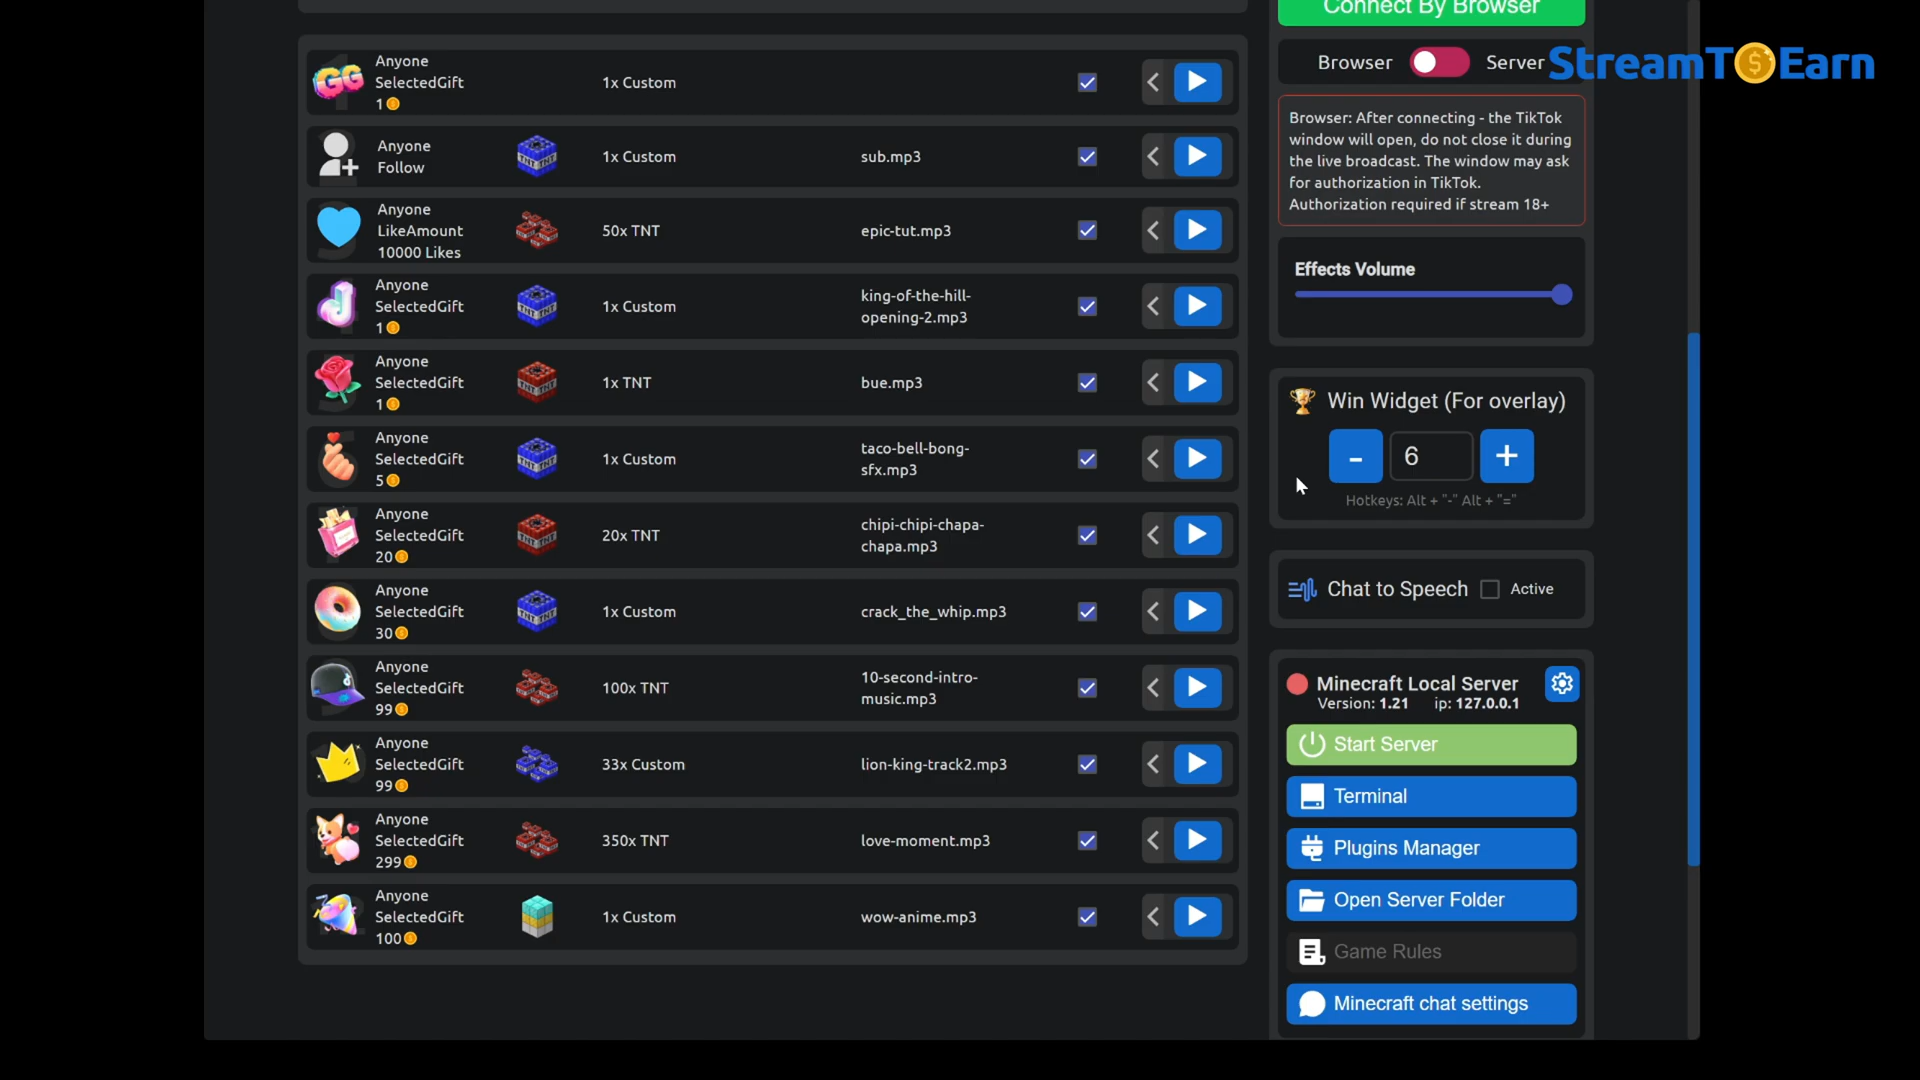 Anyone
SelectedGift
1
1x Custom
Anyone
Follow
1x Custom
sub.mp3
Anyone
LikeAmount
10000 Likes
50x TNT
epic-tut.mp3
Anyone
SelectedGift
1
1x Custom
king-of-the-hill-
opening-2.mp3
Anyone
SelectedGift
1
1x TNT
bue.mp3
Anyone
SelectedGift
5
1x Custom
taco-bell-bong-
sfx.mp3
Anyone
SelectedGift
20
20x TNT
chipi-chipi-chapa-
chapa.mp3
Anyone
SelectedGift
30
1x Custom
crack_the_whip.mp3
Anyone
SelectedGift
99
100x TNT
10-second-intro-
music.mp3
Anyone
SelectedGift
99
33x Custom
lion-king-track2.mp3
Anyone
SelectedGift
299
350x TNT
love-moment.mp3
Anyone
SelectedGift
100
1x Custom
wow-anime.mp3
Connect By Browser
Browser
Server
StreamT$Earn
Browser: After connecting - the TikTok
window will open, do not close it during
the live broadcast. The window may ask
for authorization in TikTok.
Authorization required if stream 18+
Effects Volume
Win Widget (For overlay)
- 6 +
Hotkeys: Alt + "-" Alt + "="
Chat to Speech
Active
Minecraft Local Server
Version: 1.21 ip: 127.0.0.1
Start Server
Terminal
Plugins Manager
Open Server Folder
Game Rules
Minecraft chat settings
GG
TNT
TNT
TNT
TNT
TNT
TNT